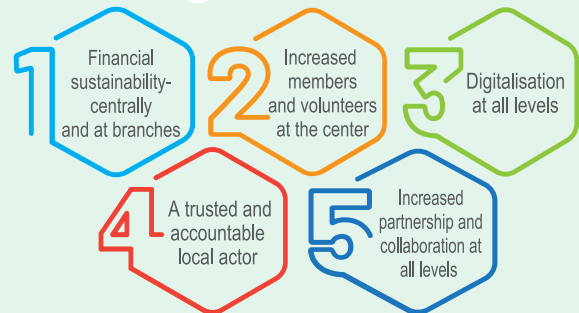 1
Financial
sustainability-
centrally
and at branches
2
Increased
members
and volunteers
at the center
3
Digitalisation
at all levels
4
A trusted and
accountable
local actor
5
Increased
partnership and
collaboration at
all levels